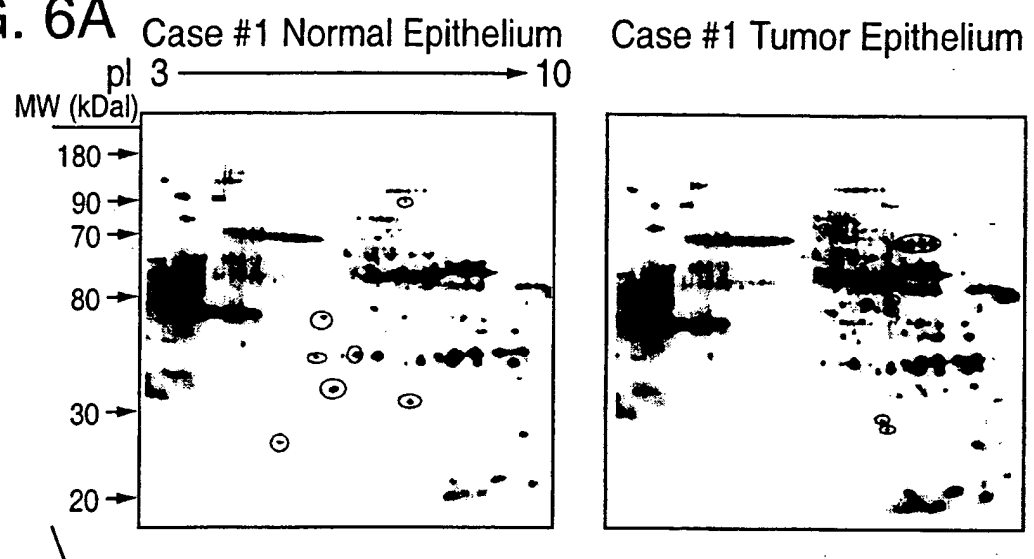 G. 6A
Case #1 Normal Epithelium
Case #1 Tumor Epithelium
pI 3 10
MW (kDal)
180
90
70
80
30
20